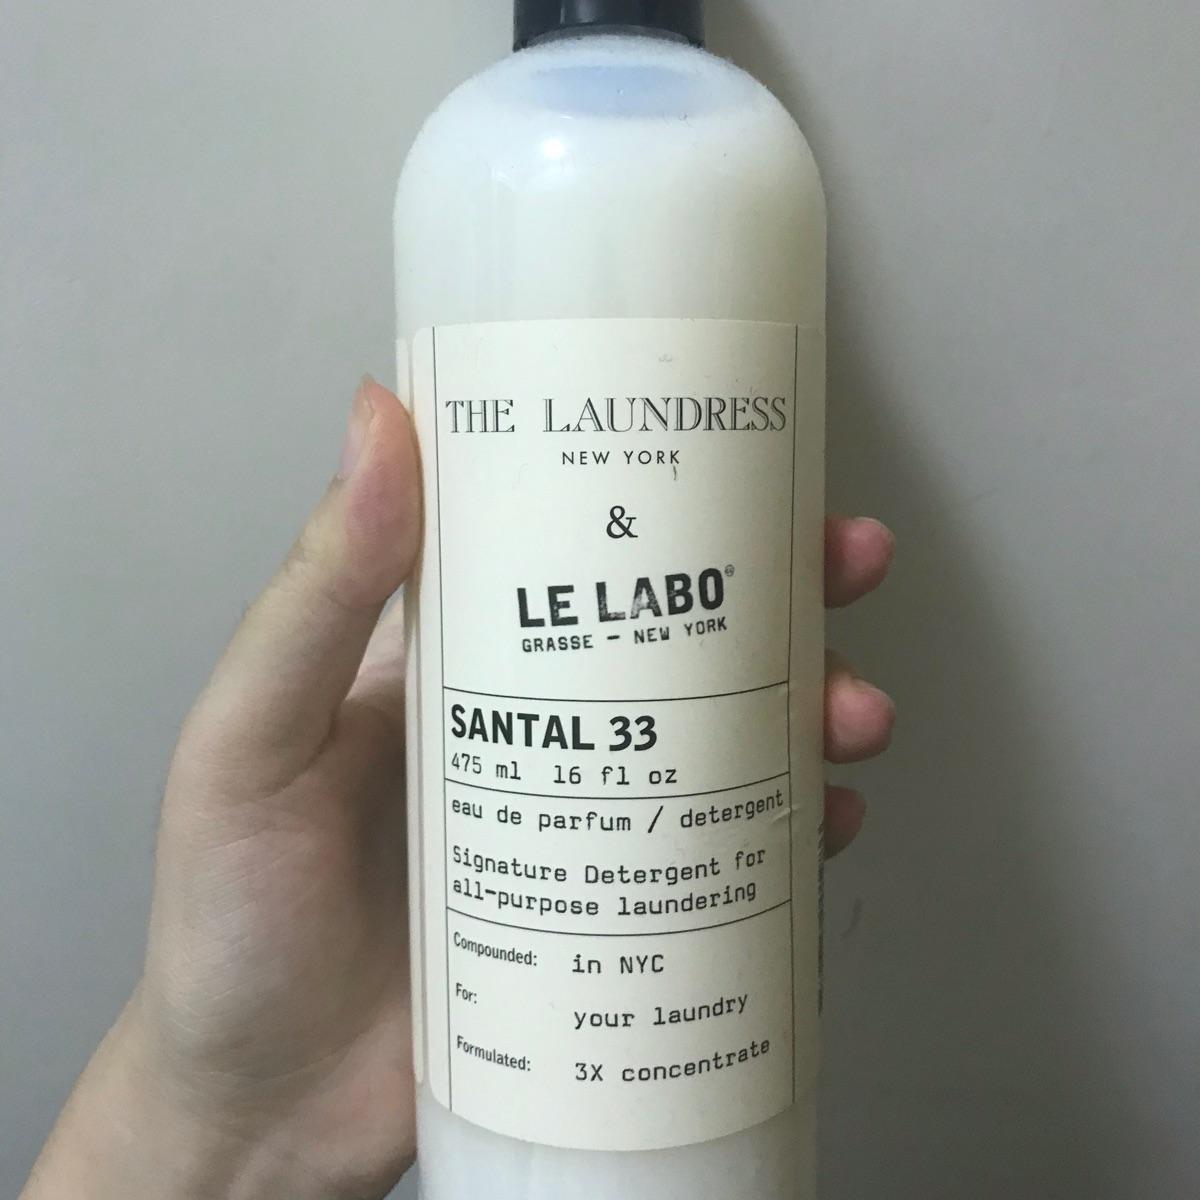 THE LAUNDRESS
NEW YORK
&
LE LABO®
GRASSE – NEW YORK
SANTAL 33
475 ml 16 fl oz
eau de parfum / detergent
Signature Detergent for
all-purpose laundering
Compounded: in NYC
For: your laundry
Formulated: 3X concentrate